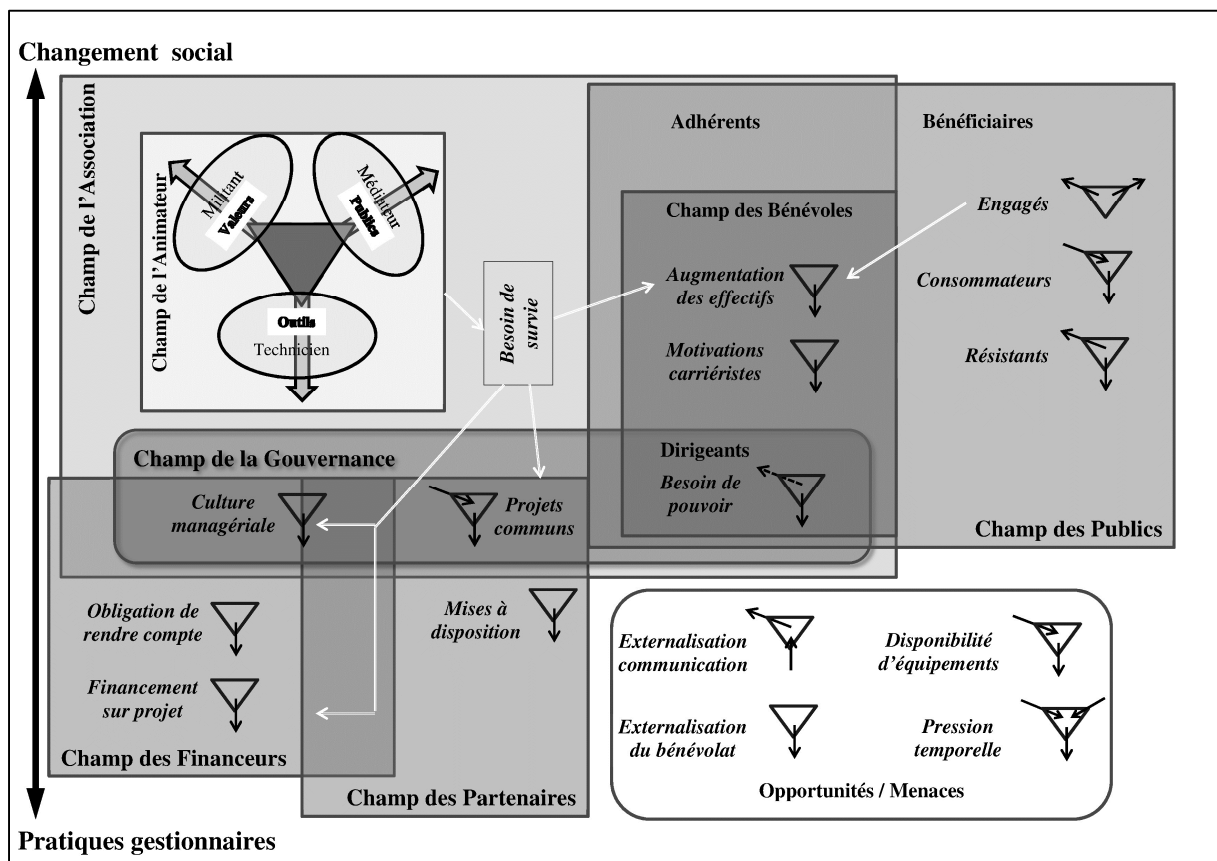 Changement social
Champ de l'Association
Champ de l'Animateur
Militant
Valeurs
Médiateur
Publics
Outils
Technicien
Besoin de
survie
Adhérents
Bénéficiaires
Champ des Bénévoles
Engagés
Augmentation
des effectifs
Consommateurs
Motivations
carriéristes
Résistants
Champ de la Gouvernance
Dirigeants
Culture
managériale
Projets
communs
Besoin de
pouvoir
Champ des Publics
Obligation de
rendre compte
Mises à
disposition
Financement
sur projet
Champ des Financeurs
Champ des Partenaires
Externalisation
communication
Disponibilité
d'équipements
Externalisation
du bénévolat
Pression
temporelle
Opportunités / Menaces
Pratiques gestionnaires